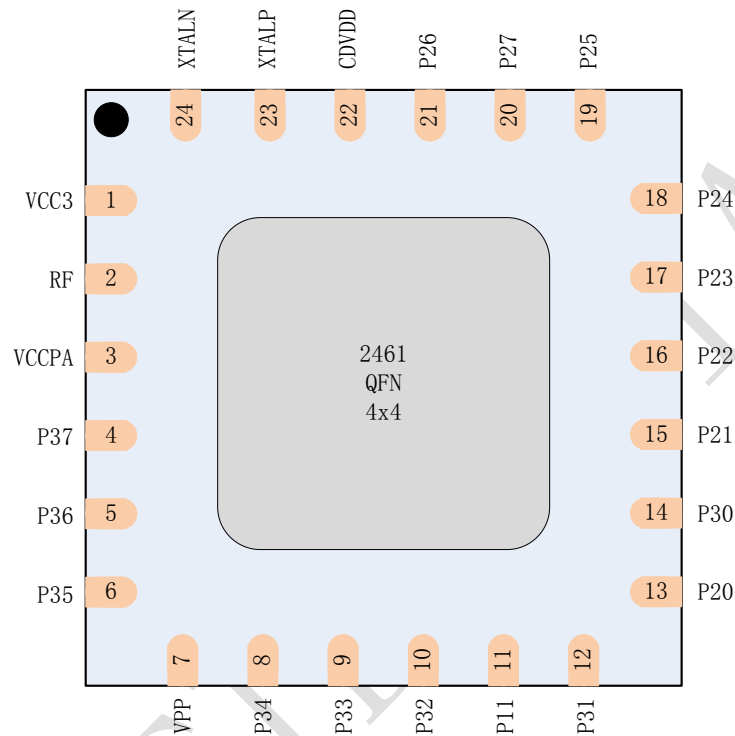 XTALN
XTALP
CDVDD
P26
P27
P25
24
23
22
21
20
19
VCC3 1
18 P24
RF 2
17 P23
VCCPA 3
16 P22
P37 4
15 P21
P36 5
14 P30
P35 6
13 P20
2461
QFN
4x4
7
8
9
10
11
12
VPP
P34
P33
P32
P11
P31